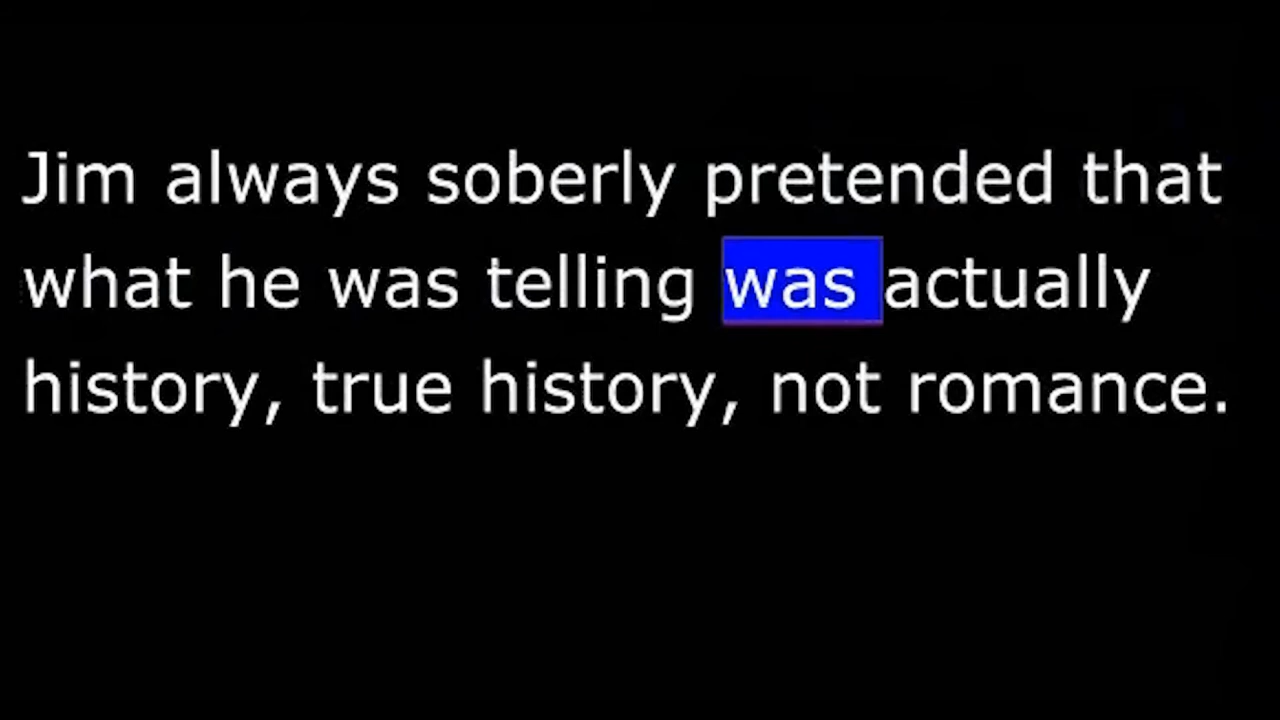 Jim always soberly pretended that
what he was telling was actually
history, true history, not romance.